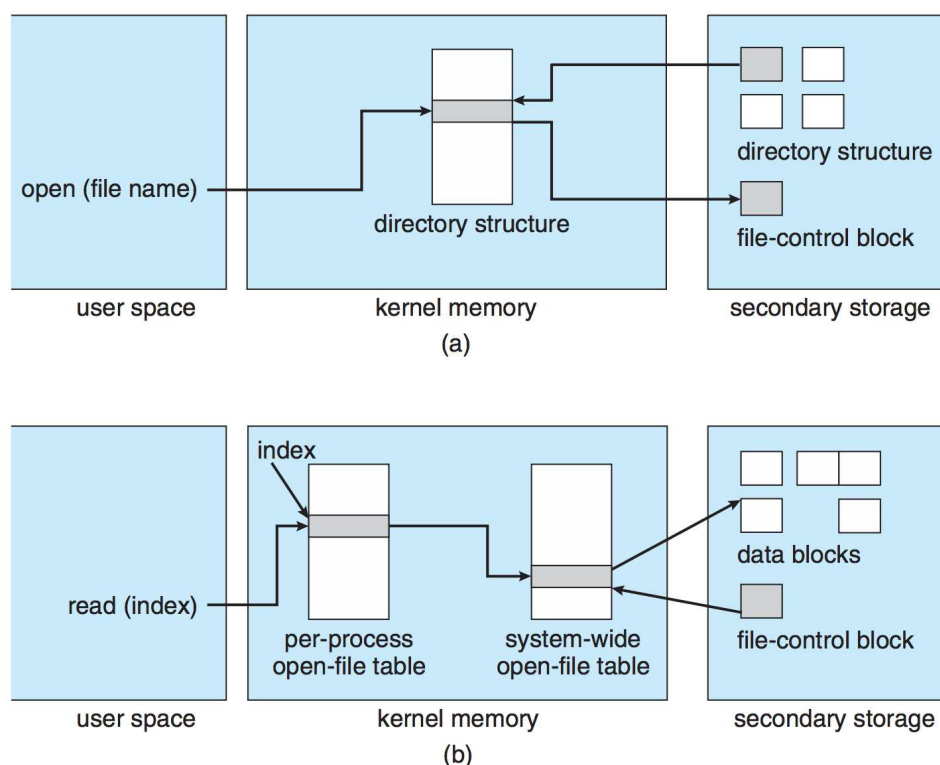 directory structure
open (file name)
directory structure
file-control block
user space
kernel memory
secondary storage
(a)
index
data blocks
read (index)
per-process
open-file table
system-wide
open-file table
file-control block
user space
kernel memory
secondary storage
(b)